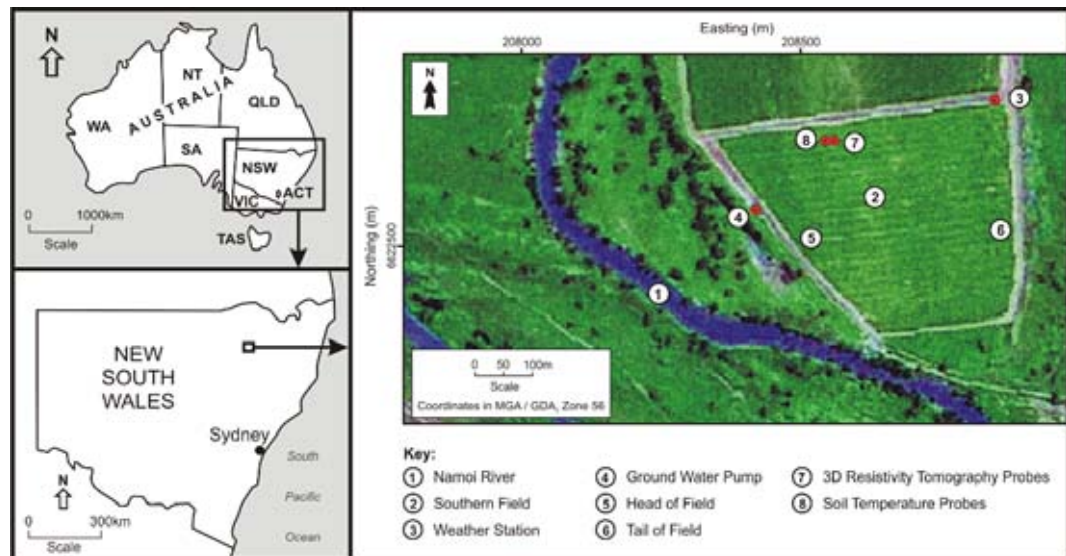 N
NT
AUSTRALIA
QLD
WA
SA
NSW
ACT
VIC
TAS
0 1000km
Scale
NEW
SOUTH
WALES
Sydney
N
South
Pacific
Ocean
0 300km
Scale
Easting (m)
208000 208500
Northing (m)
6622500
N
3
8 7
2
4
5
6
1
0 50 100m
Scale
Coordinates in MGA / GDA, Zone 56
Key:
1 Namoi River
2 Southern Field
3 Weather Station
4 Ground Water Pump
5 Head of Field
6 Tail of Field
7 3D Resistivity Tomography Probes
8 Soil Temperature Probes